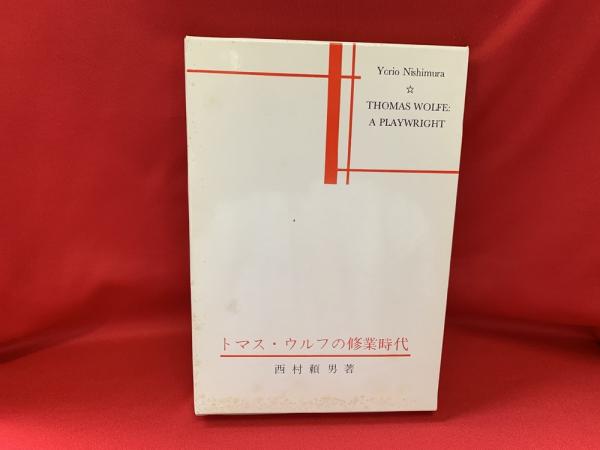 Yorio Nishimura
☆
THOMAS WOLFE:
A PLAYWRIGHT
トマス・ウルフの修業時代
西村頼男著